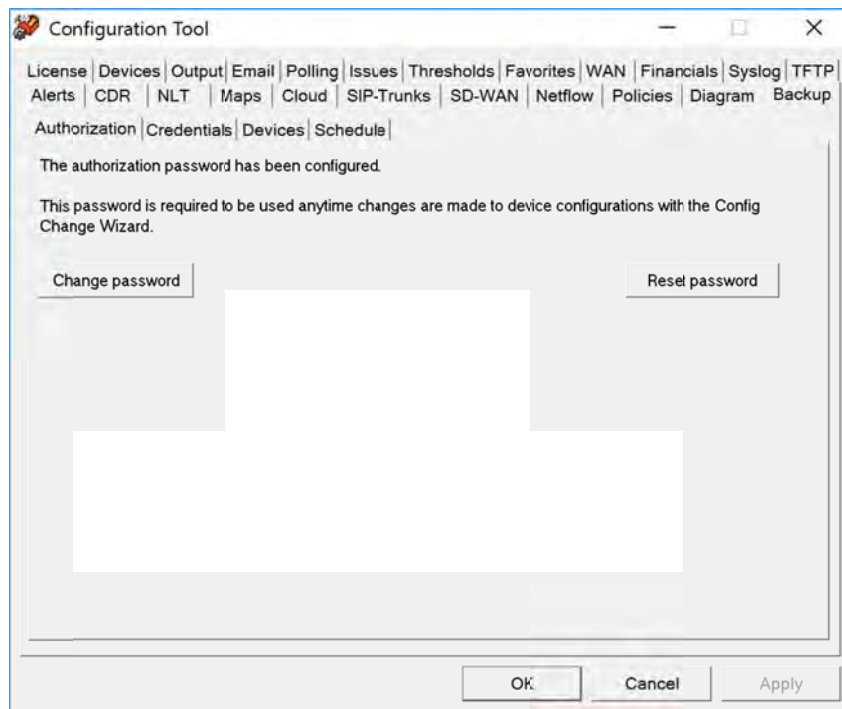 Configuration Tool
License Devices Output Email Polling Issues Thresholds Favorites WAN Financials Syslog TFTP
Alerts CDR NLT Maps Cloud SIP-Trunks SD-WAN Netflow Policies Diagram Backup
Authorization Credentials Devices Schedule
The authorization password has been configured.
This password is required to be used anytime changes are made to device configurations with the Config
Change Wizard.
Change password Reset password
OK Cancel Apply